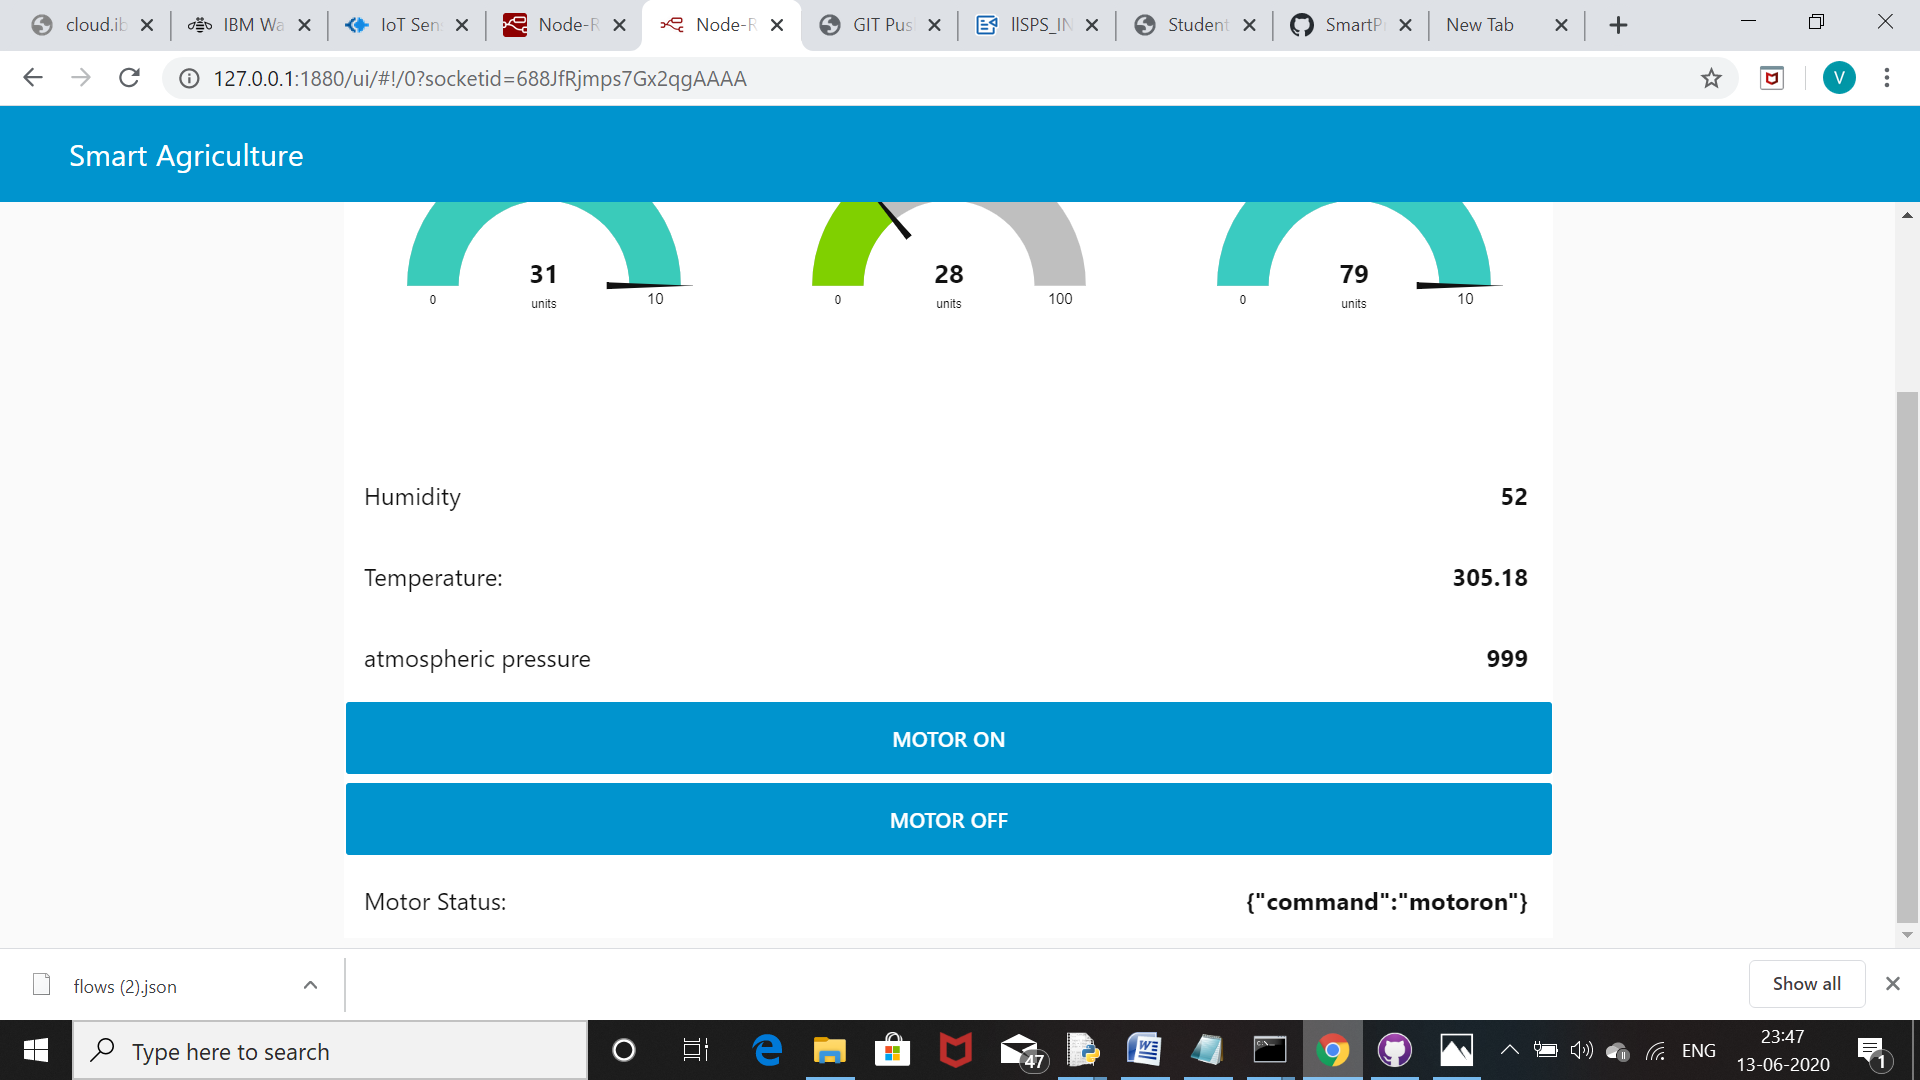 cloud.ib IBM Wa IoT Sen Node-R Node-R GIT Pus IISPS_IN Student SmartPr New Tab
127.0.0.1:1880/ui/#!/0?socketid=688JfRjmps7Gx2qgAAAA
V
Smart Agriculture
31 28 79
units units units
0 10 0 100 0 10
Humidity 52
Temperature: 305.18
atmospheric pressure 999
MOTOR ON
MOTOR OFF
Motor Status: {"command":"motoron"}
flows (2).json Show all
Type here to search 47 ENG 23:47
13-06-2020 1